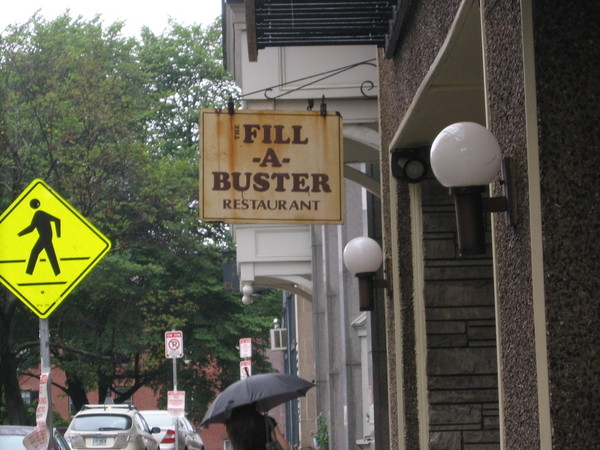 THE
FILL
-A-
BUSTER
RESTAURANT